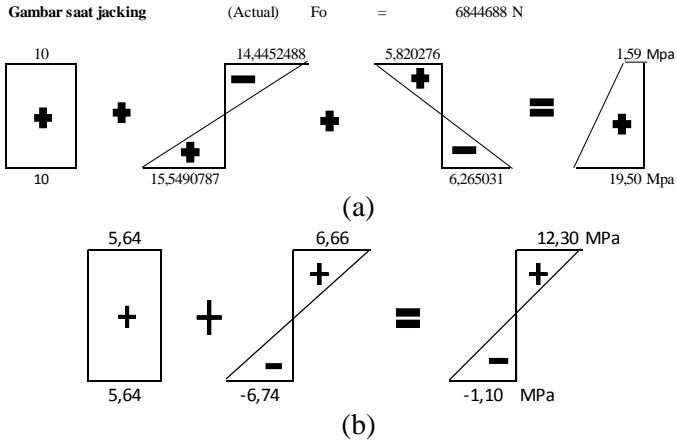 Gambar saat jacking (Actual) Fo = 6844688 N
10 14,4452488 5,820276 1,59 Mpa
+ + - + + + - = +
10 15,5490787 6,265031 19,50 Mpa
(a)
5,64 6,66 12,30 MPa
+ + + - = + -
5,64 -6,74 -1,10 MPa
(b)